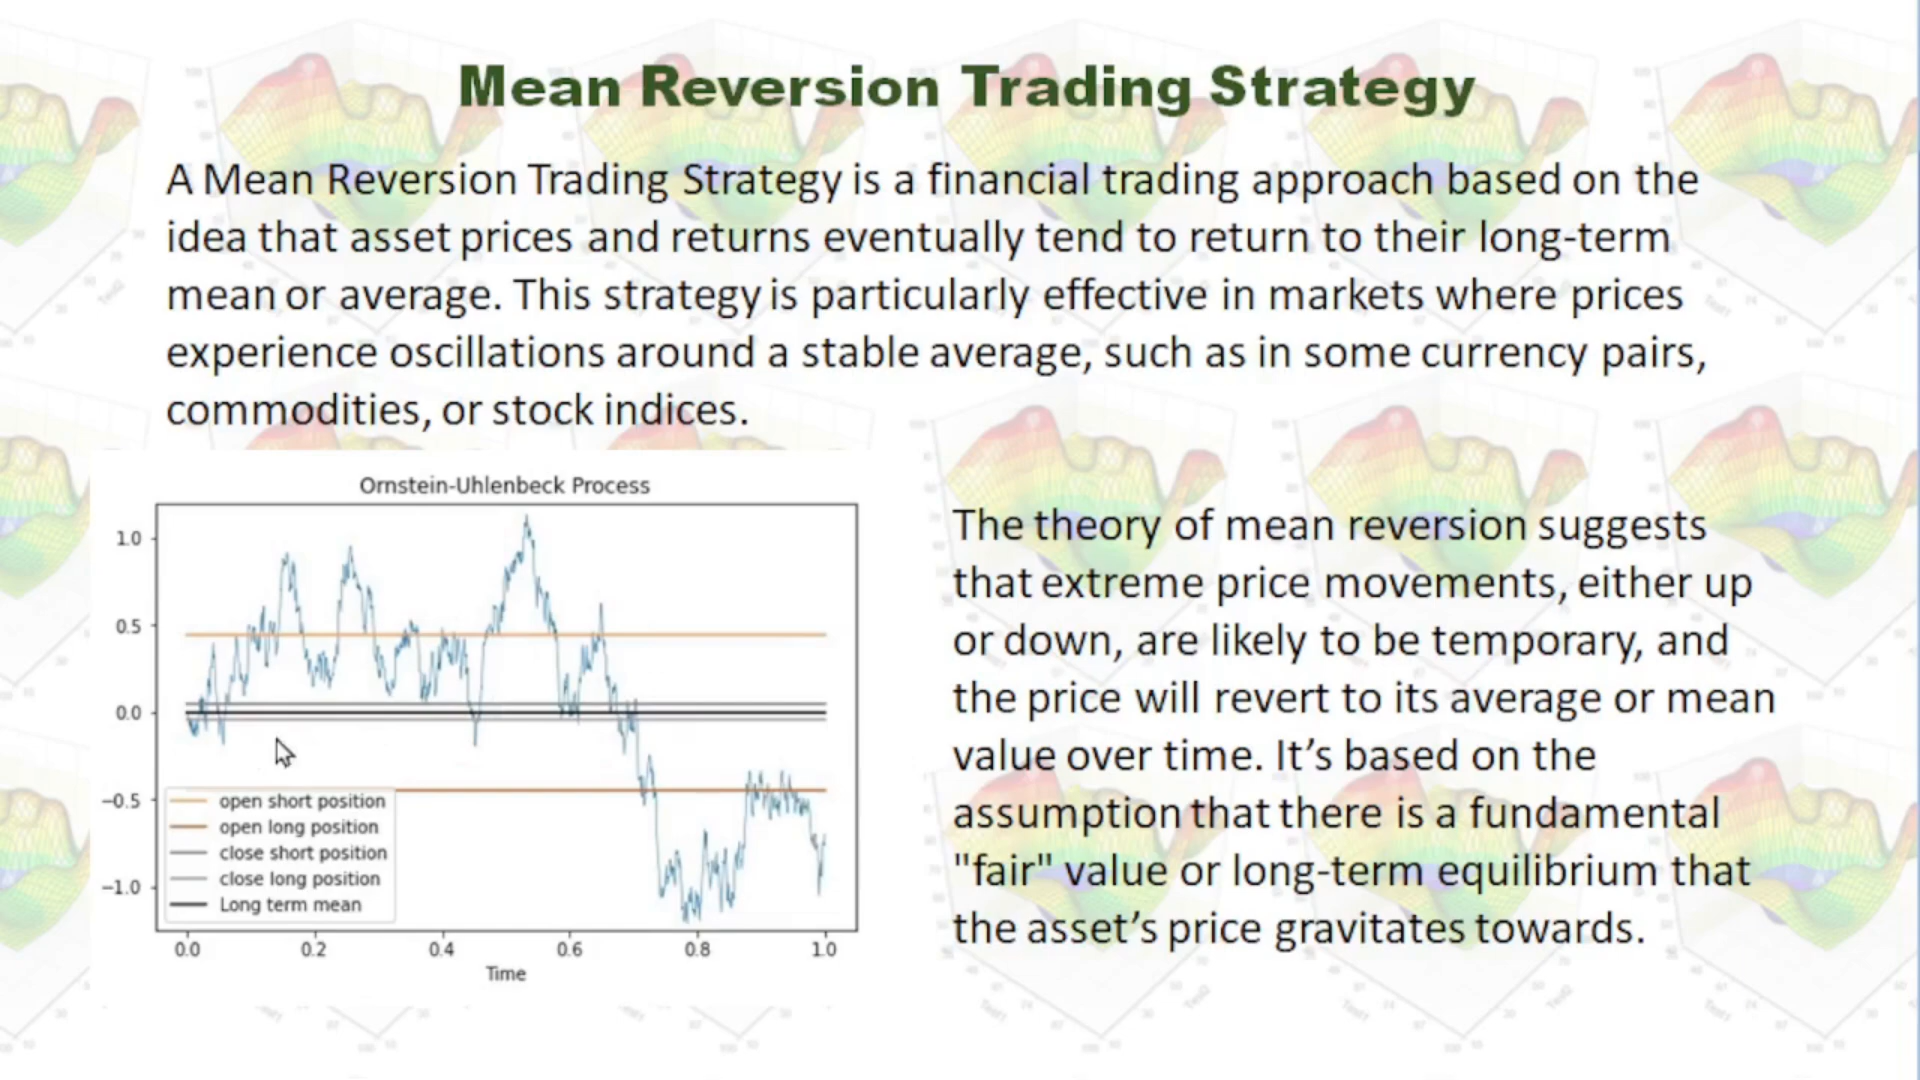 Mean Reversion Trading Strategy
A Mean Reversion Trading Strategy is a financial trading approach based on the
idea that asset prices and returns eventually tend to return to their long-term
mean or average. This strategy is particularly effective in markets where prices
experience oscillations around a stable average, such as in some currency pairs,
commodities, or stock indices.
Ornstein-Uhlenbeck Process
1.0
0.5
0.0
−0.5
−1.0
open short position
open long position
close short position
close long position
Long term mean
0.0 0.2 0.4 0.6 0.8 1.0
Time
The theory of mean reversion suggests
that extreme price movements, either up
or down, are likely to be temporary, and
the price will revert to its average or mean
value over time. It’s based on the
assumption that there is a fundamental
"fair" value or long-term equilibrium that
the asset’s price gravitates towards.